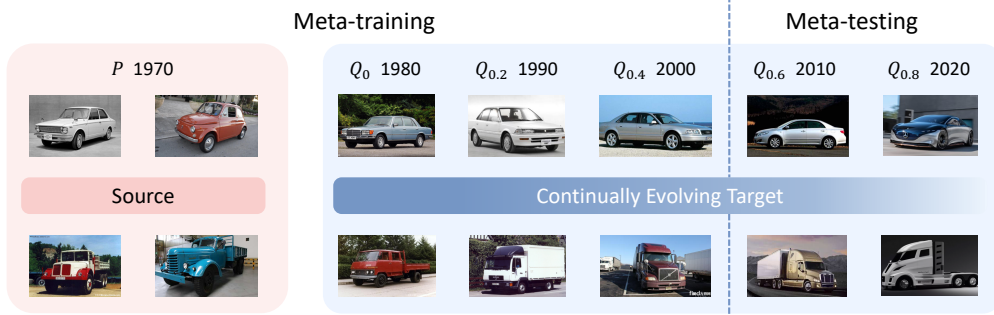 Meta-training
Meta-testing
P 1970
Q0 1980
Q0.2 1990
Q0.4 2000
Q0.6 2010
Q0.8 2020
Source
Continually Evolving Target